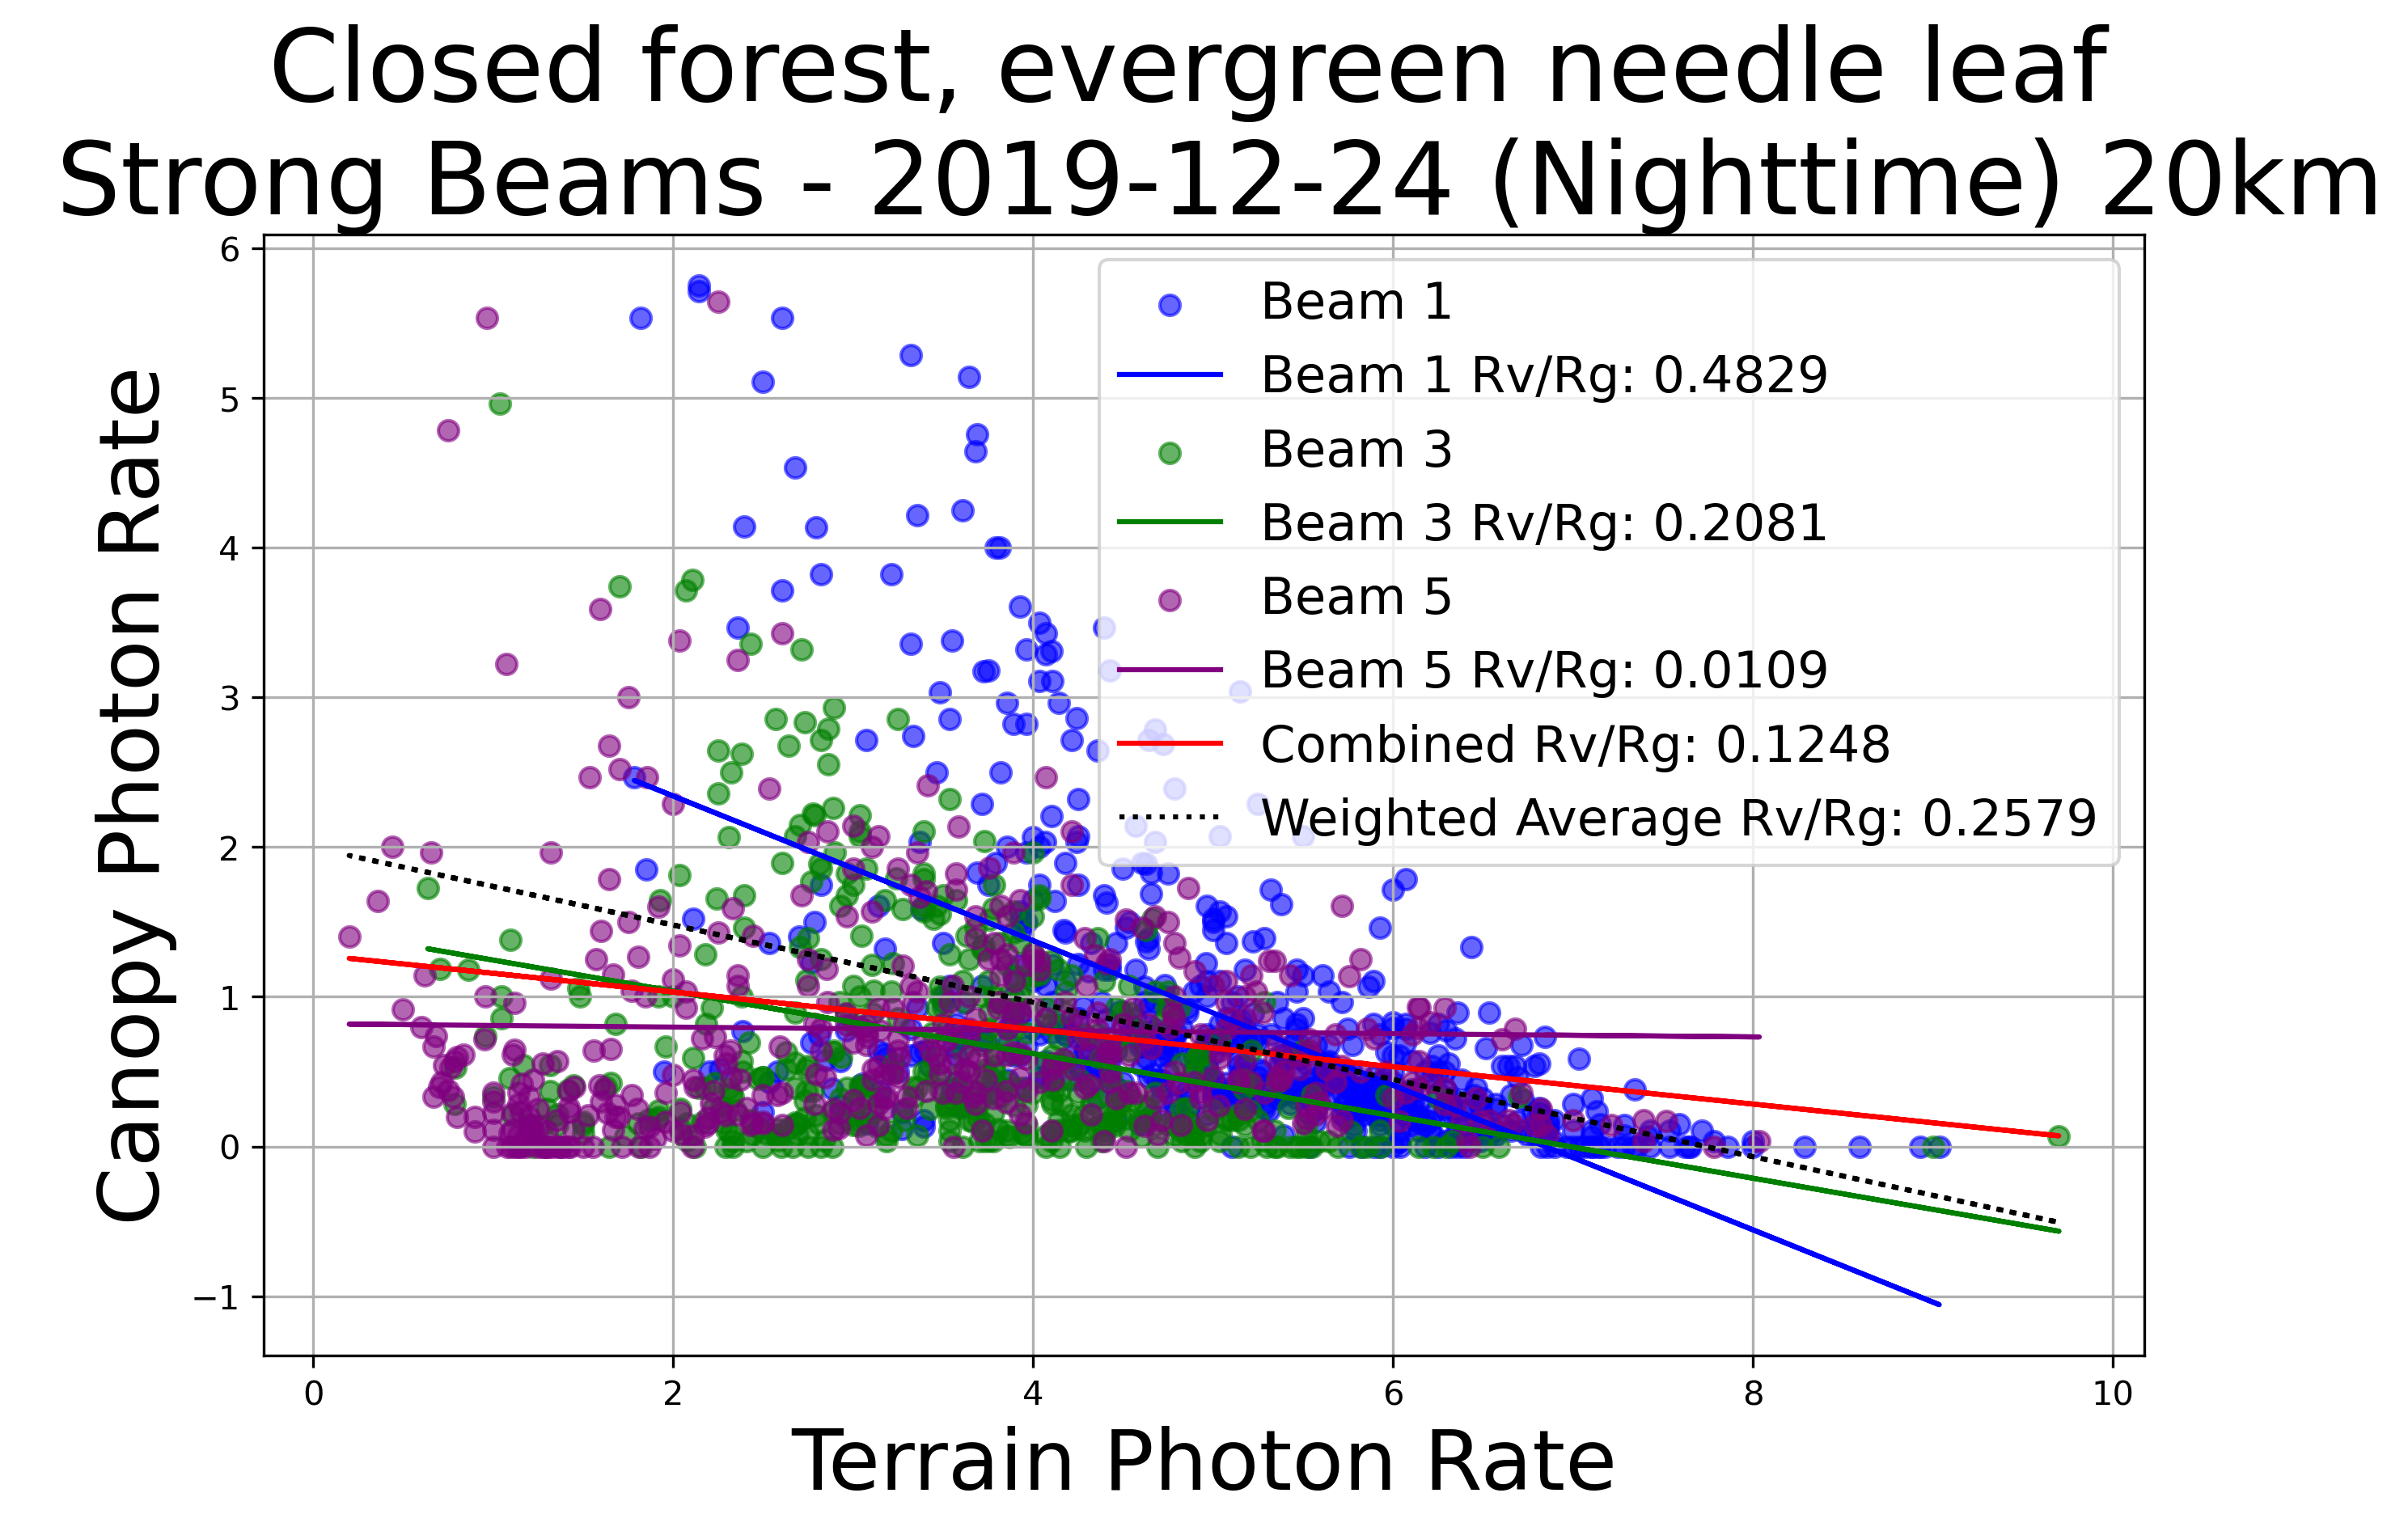 Closed forest, evergreen needle leaf
Strong Beams - 2019-12-24 (Nighttime) 20km
Canopy Photon Rate
6
5
4
3
2
1
0
−1
Beam 1
Beam 1 Rv/Rg: 0.4829
Beam 3
Beam 3 Rv/Rg: 0.2081
Beam 5
Beam 5 Rv/Rg: 0.0109
Combined Rv/Rg: 0.1248
Weighted Average Rv/Rg: 0.2579
0 2 4 6 8 10
Terrain Photon Rate